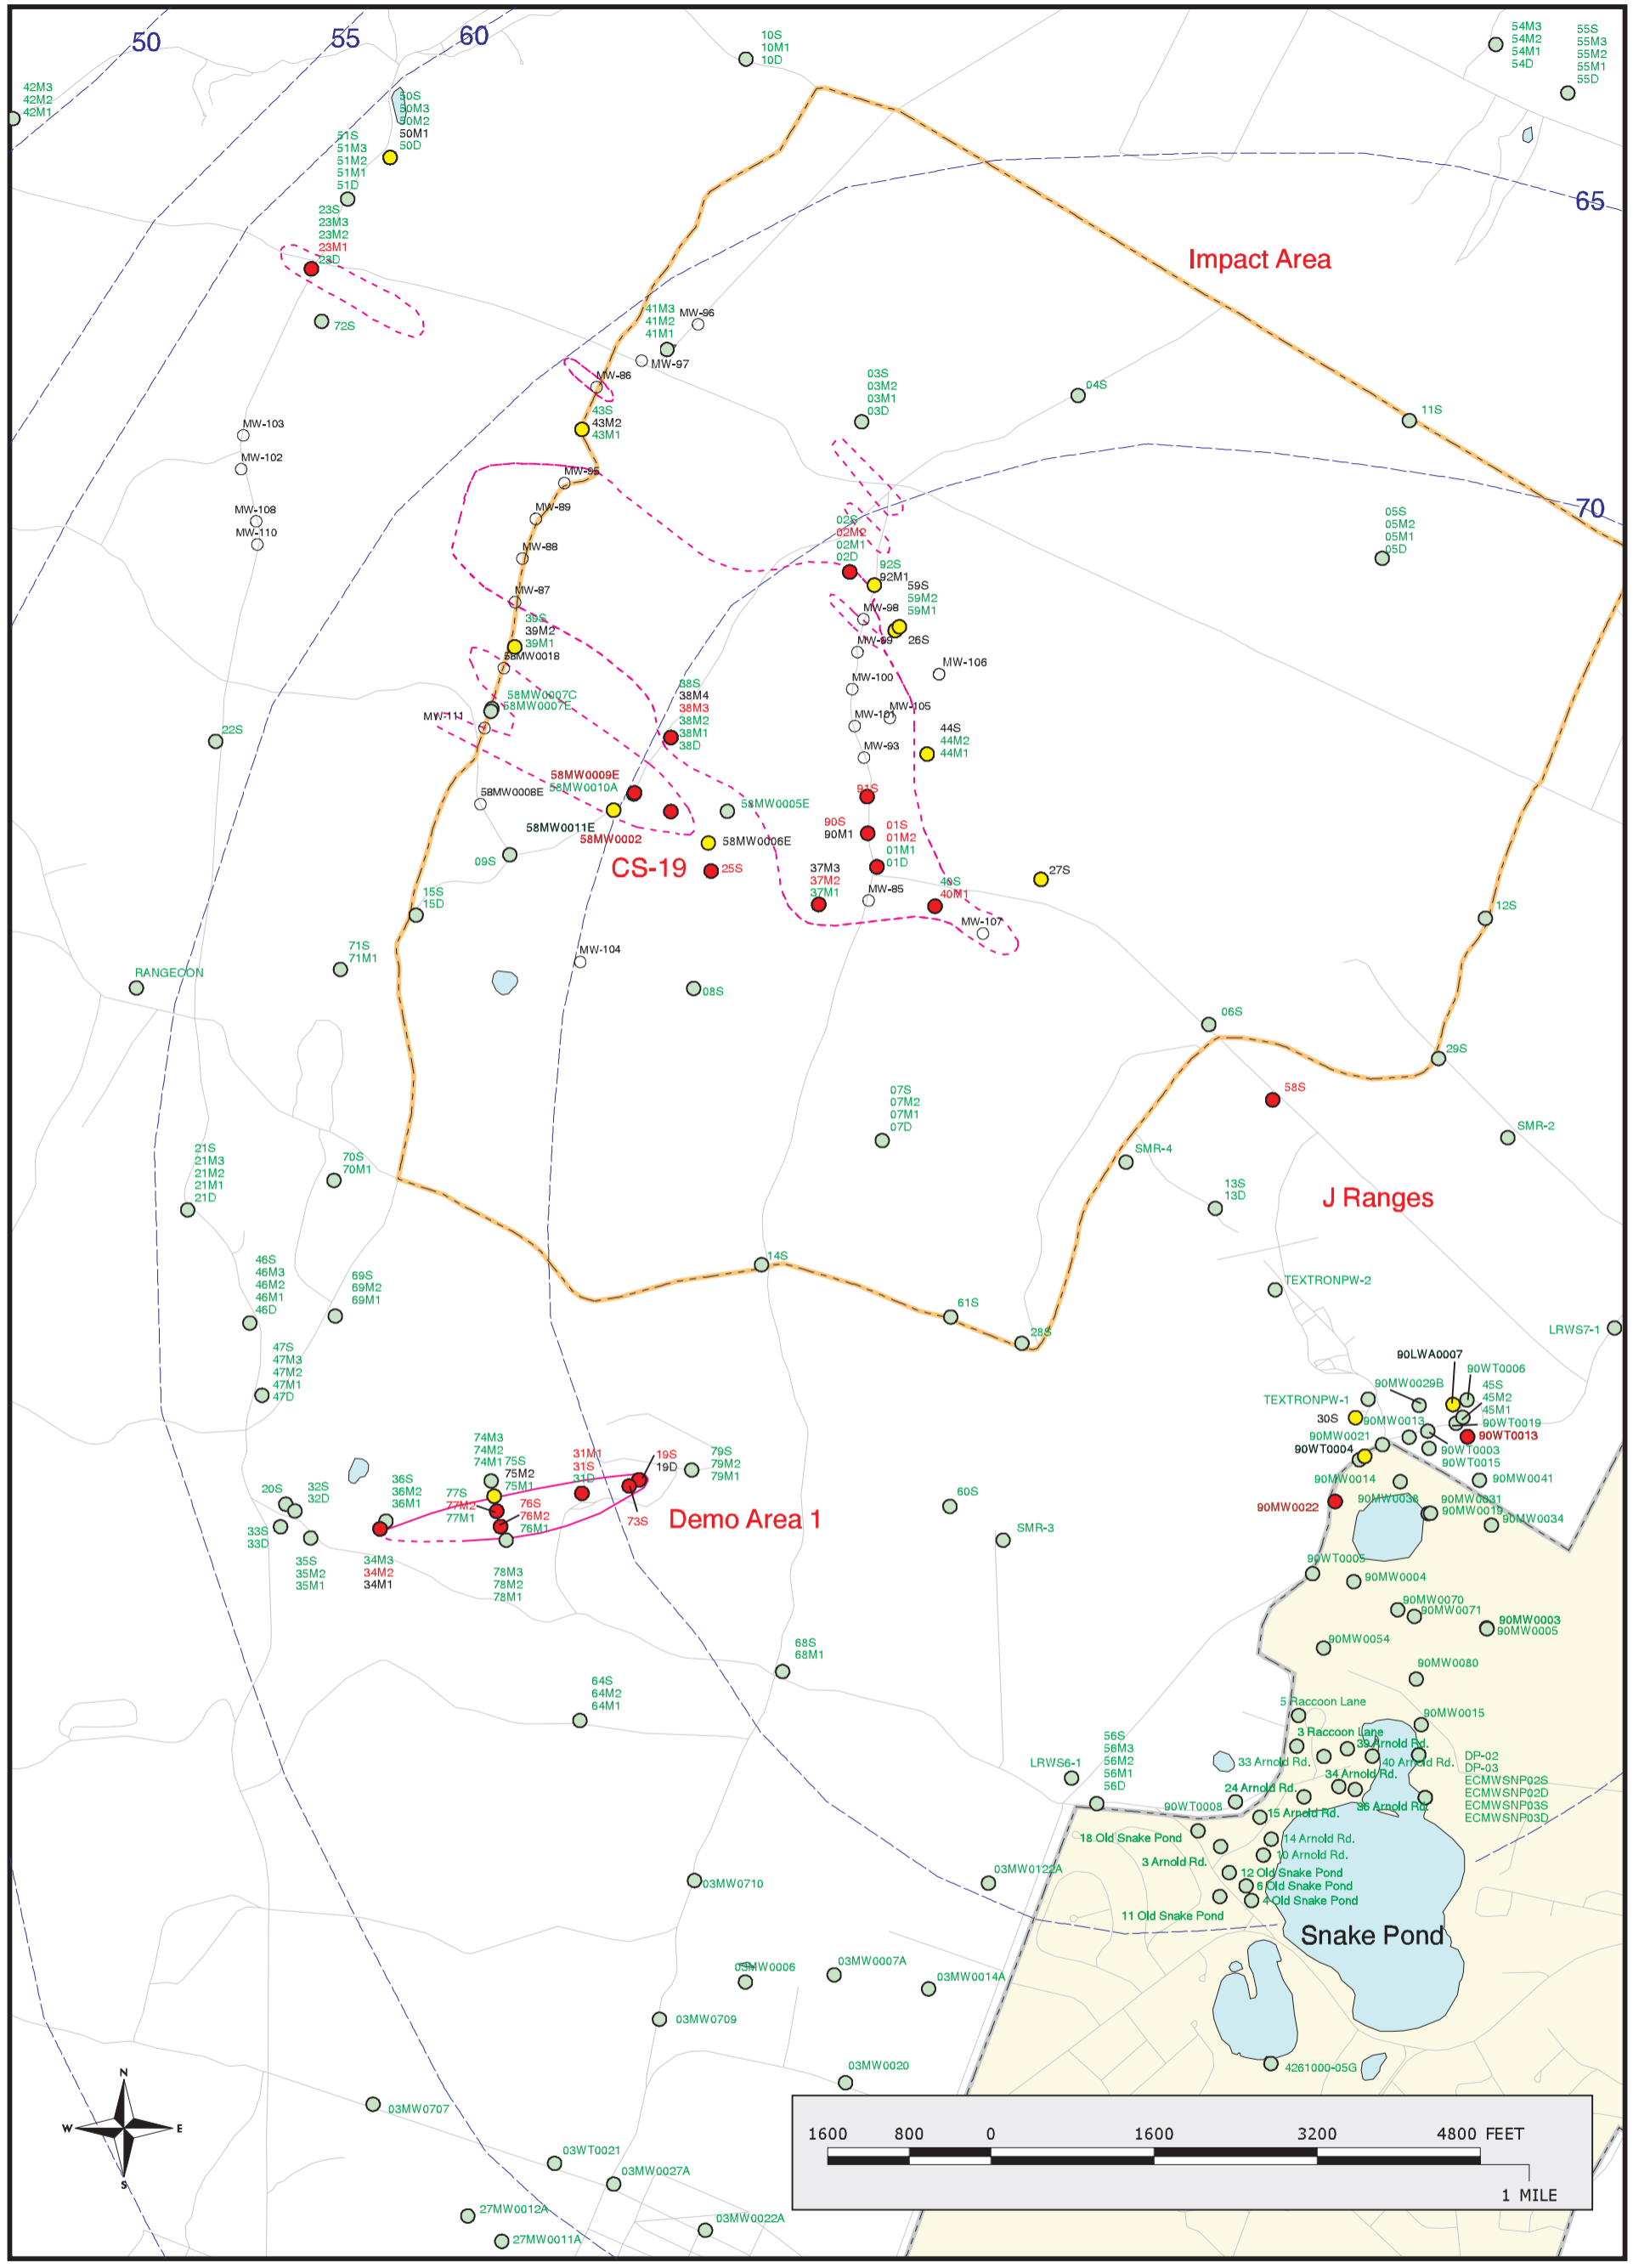 50
55
60
10S
10M1
10D
54M3
54M2
54M1
54D
55S
55M3
55M2
55M1
55D
42M3
42M2
42M1
50S
50M3
50M2
50M1
50D
51S
51M3
51M2
51M1
51D
65
23S
23M3
23M2
23M1
23D
Impact Area
72S
41M3
41M2
41M1
MW-96
MW-97
MW-86
03S
03M2
03M1
03D
04S
11S
43S
43M2
43M1
MW-103
MW-102
MW-95
MW-108
MW-110
MW-89
MW-88
MW-87
70
02S
02M2
02M1
02D
05S
05M2
05M1
05D
92S
92M1
59S
59M2
59M1
26S
MW-98
MW-99
39S
39M2
39M1
58MW0018
MW-106
MW-100
58MW0007C
58MW0007E
MW-111
38S
38M4
38M3
38M2
38M1
38D
MW-105
MW-101
44S
44M2
44M1
MW-93
22S
58MW0009E
58MW0010A
58MW0008E
58MW0005E
91S
58MW0011E
58MW0002
58MW0006E
90S
90M1
01S
01M2
01M1
01D
09S
CS-19
25S
37M3
37M2
37M1
MW-85
40S
40M1
27S
15S
15D
12S
MW-107
MW-104
71S
71M1
RANGECON
08S
06S
29S
58S
07S
07M2
07M1
07D
SMR-2
SMR-4
21S
21M3
21M2
21M1
21D
70S
70M1
13S
13D
J Ranges
46S
46M3
46M2
46M1
46D
69S
69M2
69M1
14S
TEXTRONPW-2
61S
28S
LRWS7-1
47S
47M3
47M2
47M1
47D
90LWA0007
90WT0006
90MW0029B
45S
45M2
45M1
TEXTRONPW-1
30S
90MW0013
90WT0019
90WT0013
90MW0021
90WT0004
90WT0003
90WT0015
90MW0014
90MW0041
74M3
74M2
74M1
75S
75M2
75M1
31M1
31S
31D
19S
19D
79S
79M2
79M1
20S
32S
32D
36S
36M2
36M1
77S
77M2
77M1
76S
76M2
76M1
73S
Demo Area 1
60S
SMR-3
90MW0022
90MW0038
90MW0031
90MW0019
90MW0034
33S
33D
35S
35M2
35M1
34M3
34M2
34M1
78M3
78M2
78M1
90WT0005
90MW0004
90MW0070
90MW0071
90MW0003
90MW0005
90MW0054
68S
68M1
90MW0080
64S
64M2
64M1
5 Raccoon Lane
90MW0015
3 Raccoon Lane
39 Arnold Rd.
33 Arnold Rd.
40 Arnold Rd.
56S
56M3
56M2
56M1
56D
LRWS6-1
34 Arnold Rd.
24 Arnold Rd.
36 Arnold Rd.
DP-02
DP-03
ECMWSNP02S
ECMWSNP02D
ECMWSNP03S
ECMWSNP03D
90WT0008
15 Arnold Rd.
18 Old Snake Pond
14 Arnold Rd.
3 Arnold Rd.
10 Arnold Rd.
12 Old Snake Pond
6 Old Snake Pond
4 Old Snake Pond
11 Old Snake Pond
Snake Pond
03MW0710
03MW0122A
03MW0006
03MW0007A
03MW0014A
03MW0709
03MW0020
4261000-05G
03MW0707
N
W
E
S
03WT0021
03MW0027A
27MW0012A
27MW0011A
03MW0022A
1600 800 0 1600 3200 4800 FEET
1 MILE